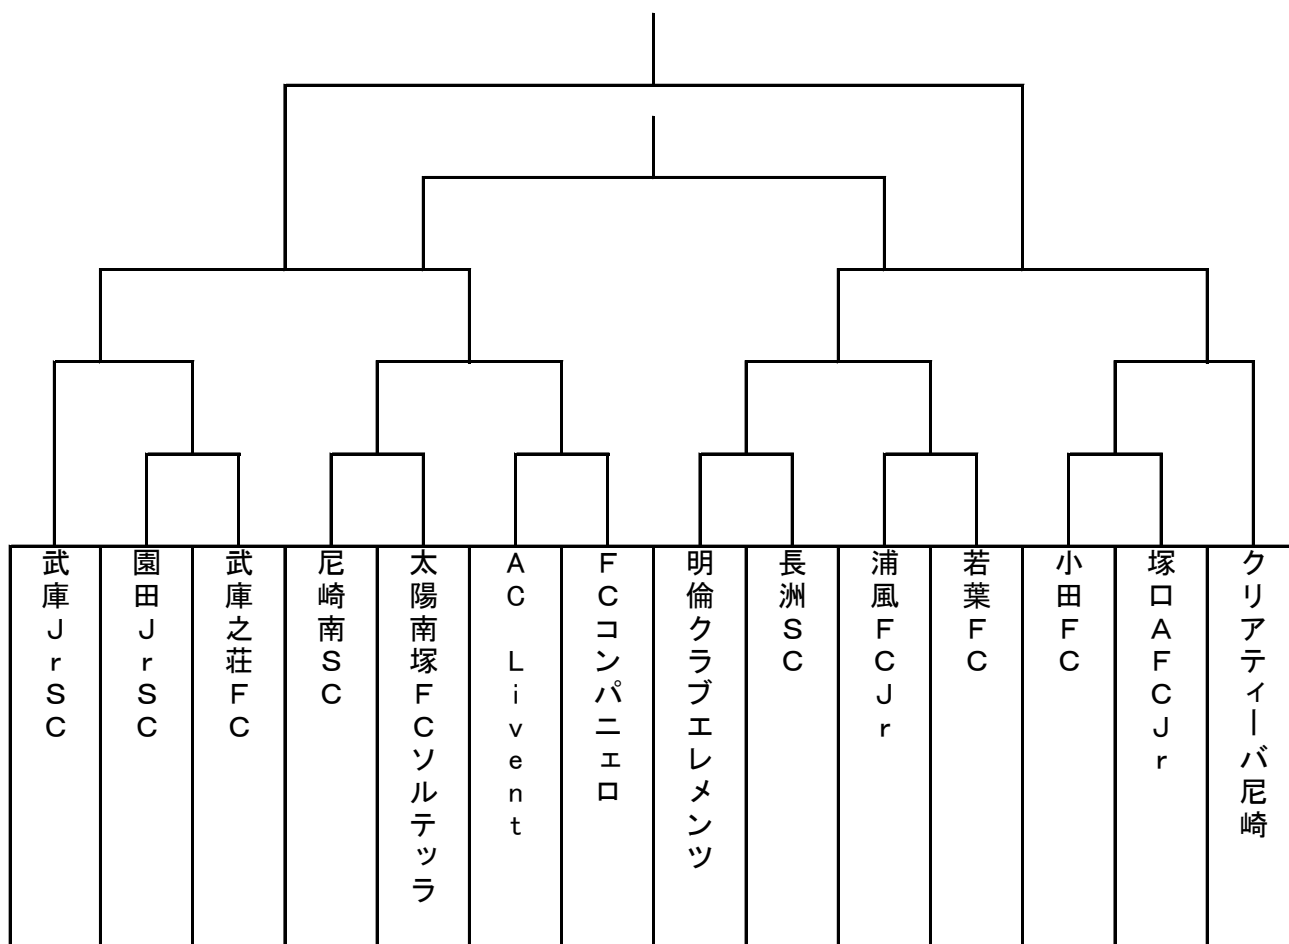 武庫JrSC
園田JrSC
武庫之荘FC
尼崎南SC
太陽南塚FCソルテッラ
AC Livent
FCコンパニェロ
明倫クラブエレメンツ
長洲SC
浦風FCJr
若葉FC
小田FC
塚口AFCJr
クリアティーバ尼崎